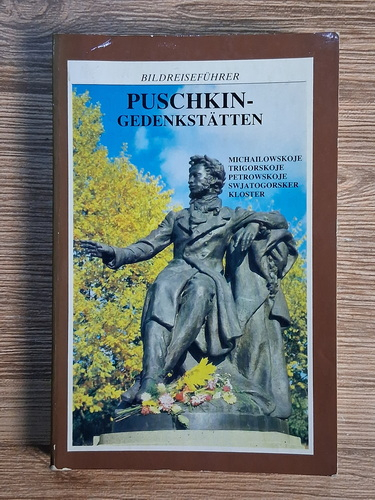 BILDREISEFÜHRER
PUSCHKIN-
GEDENKSTÄTTEN
MICHAILOWSKOJE
TRIGORSKOJE
PETROWSKOJE
SWJATOGORSKER
KLOSTER